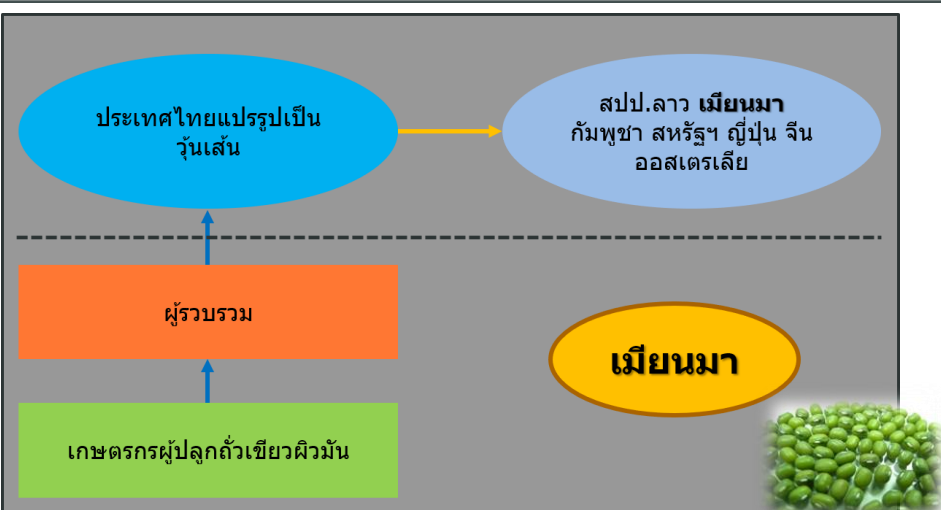 ประเทศไทยแปรรูปเป็น
วุ้นเส้น
สปป.ลาว เมียนมา
กัมพูชา สหรัฐฯ ญี่ปุ่น จีน
ออสเตรเลีย
ผู้รวบรวม
เมียนมา
เกษตรกรผู้ปลูกถั่วเขียวผิวมัน